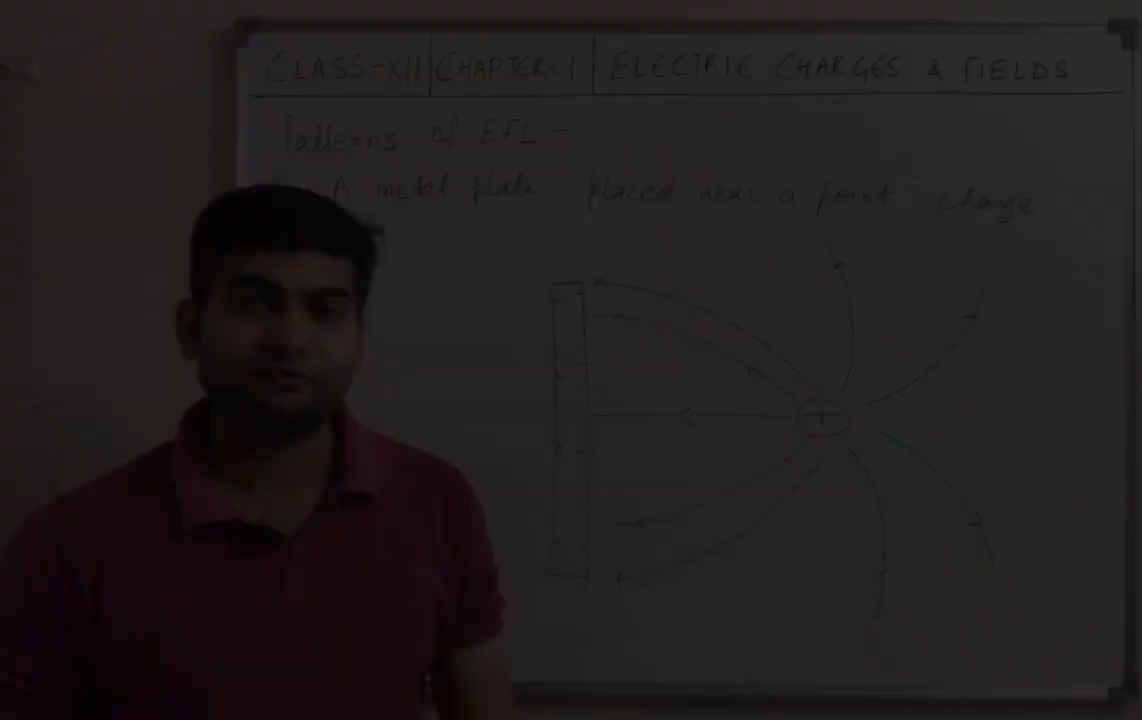 CLASS-XII CHAPTER-1 ELECTRIC CHARGES & FIELDS
Patterns of EFL -
A metal plate placed near a point charge
+